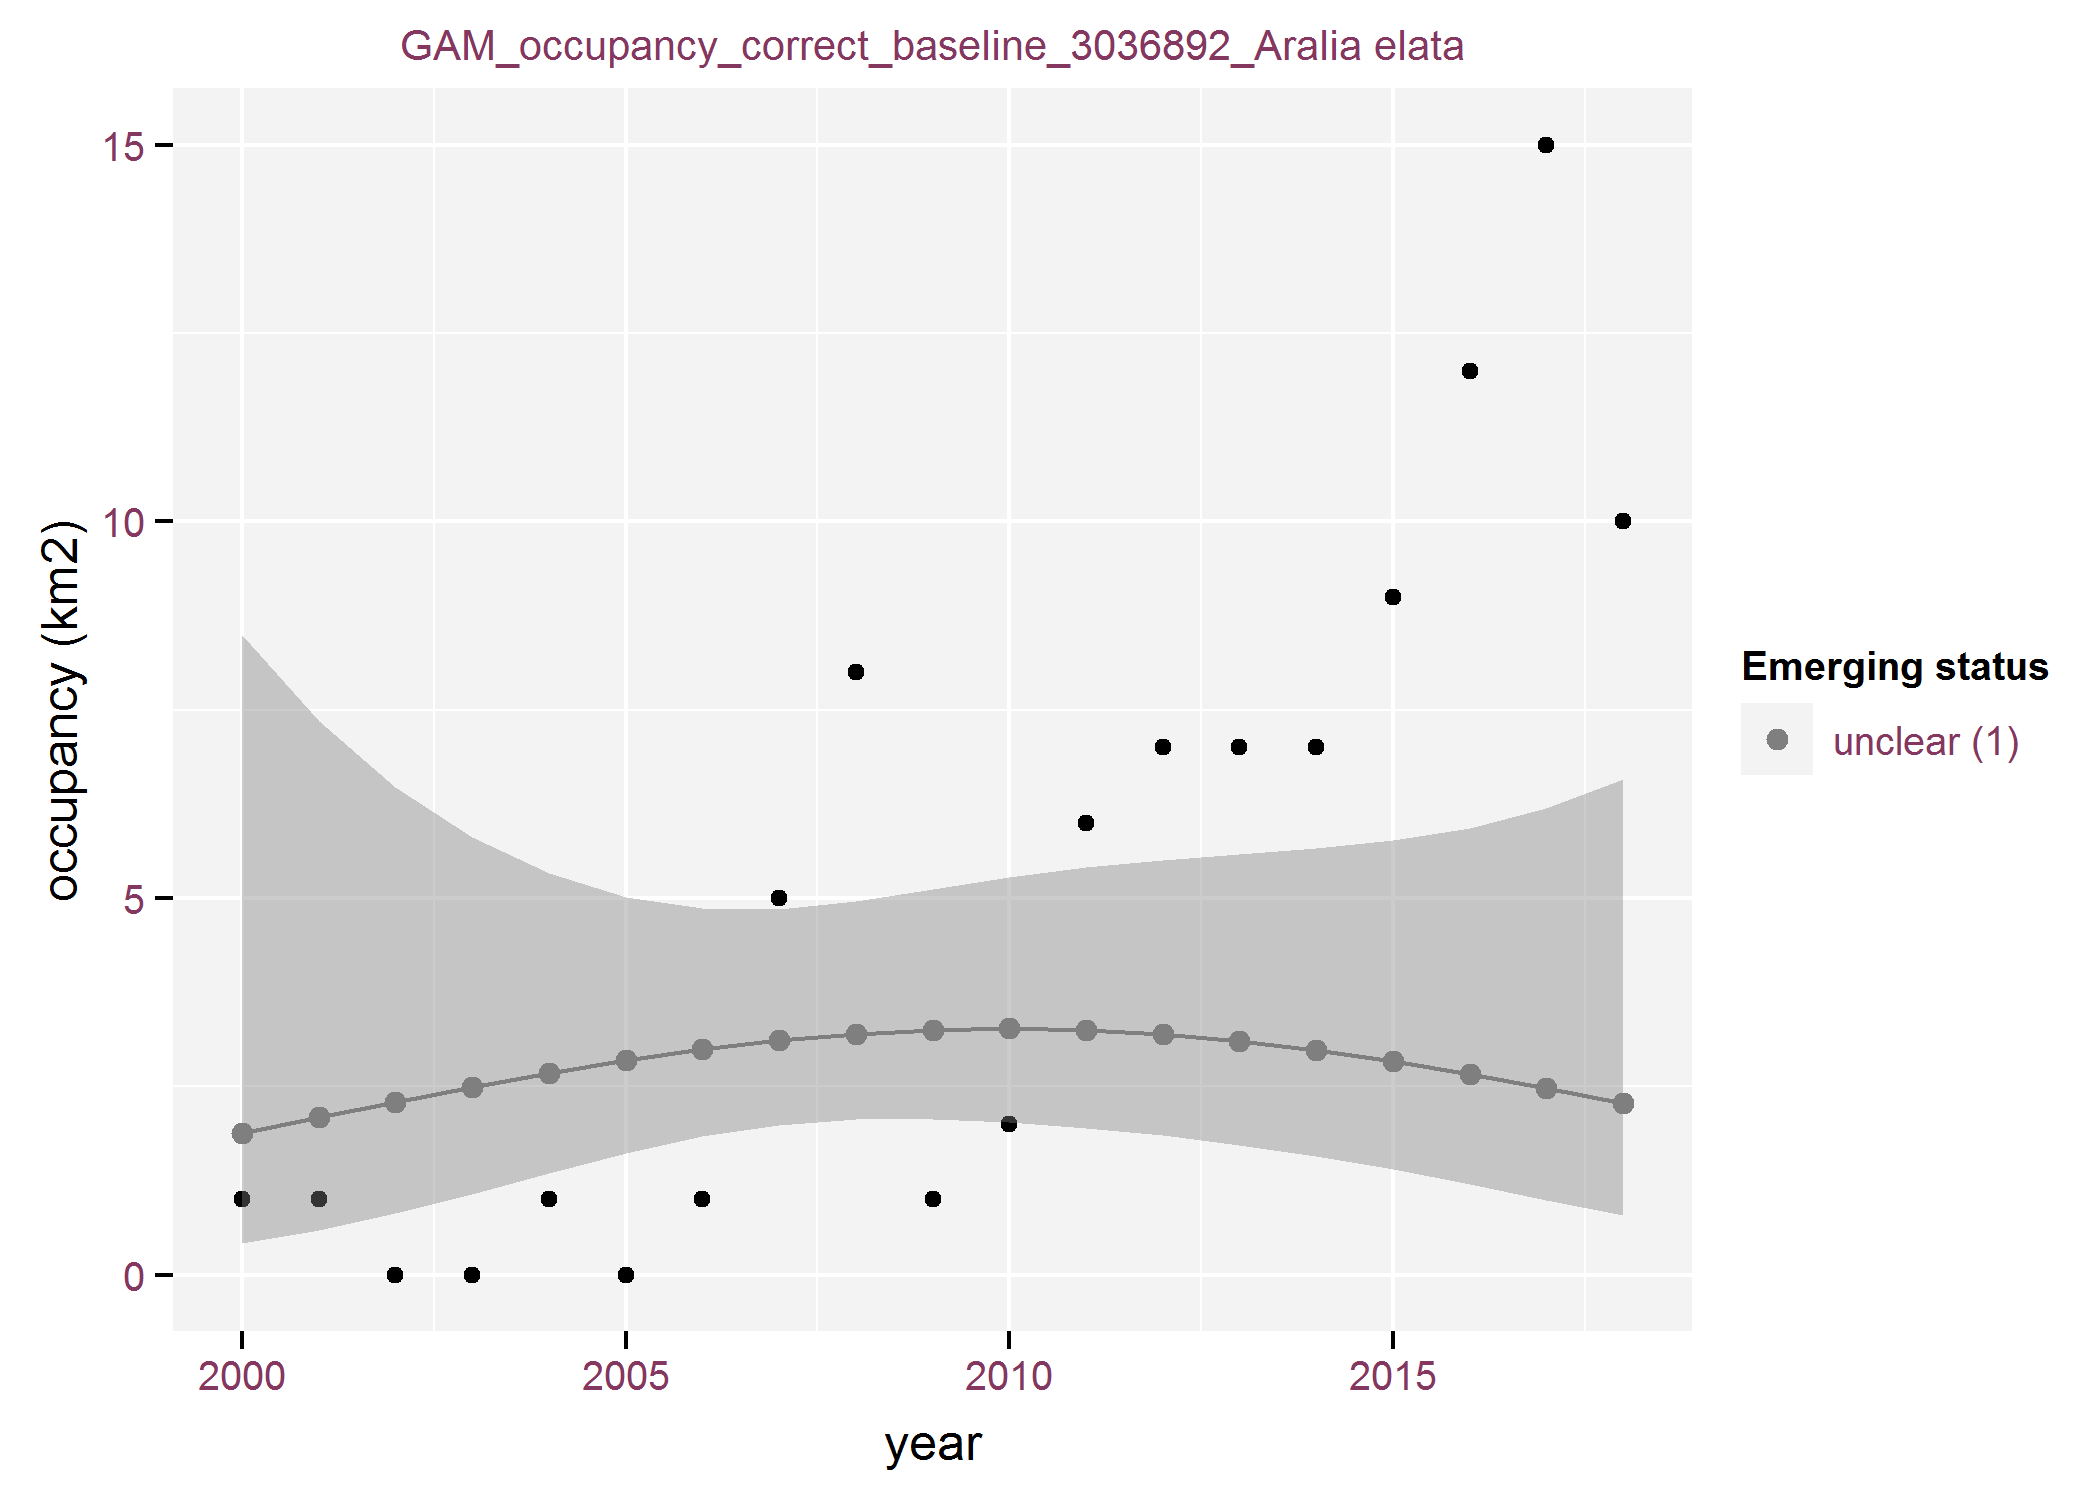 GAM_occupancy_correct_baseline_3036892_Aralia elata
15
10
5
0
occupancy (km2)
2000 2005 2010 2015
year
Emerging status
unclear (1)